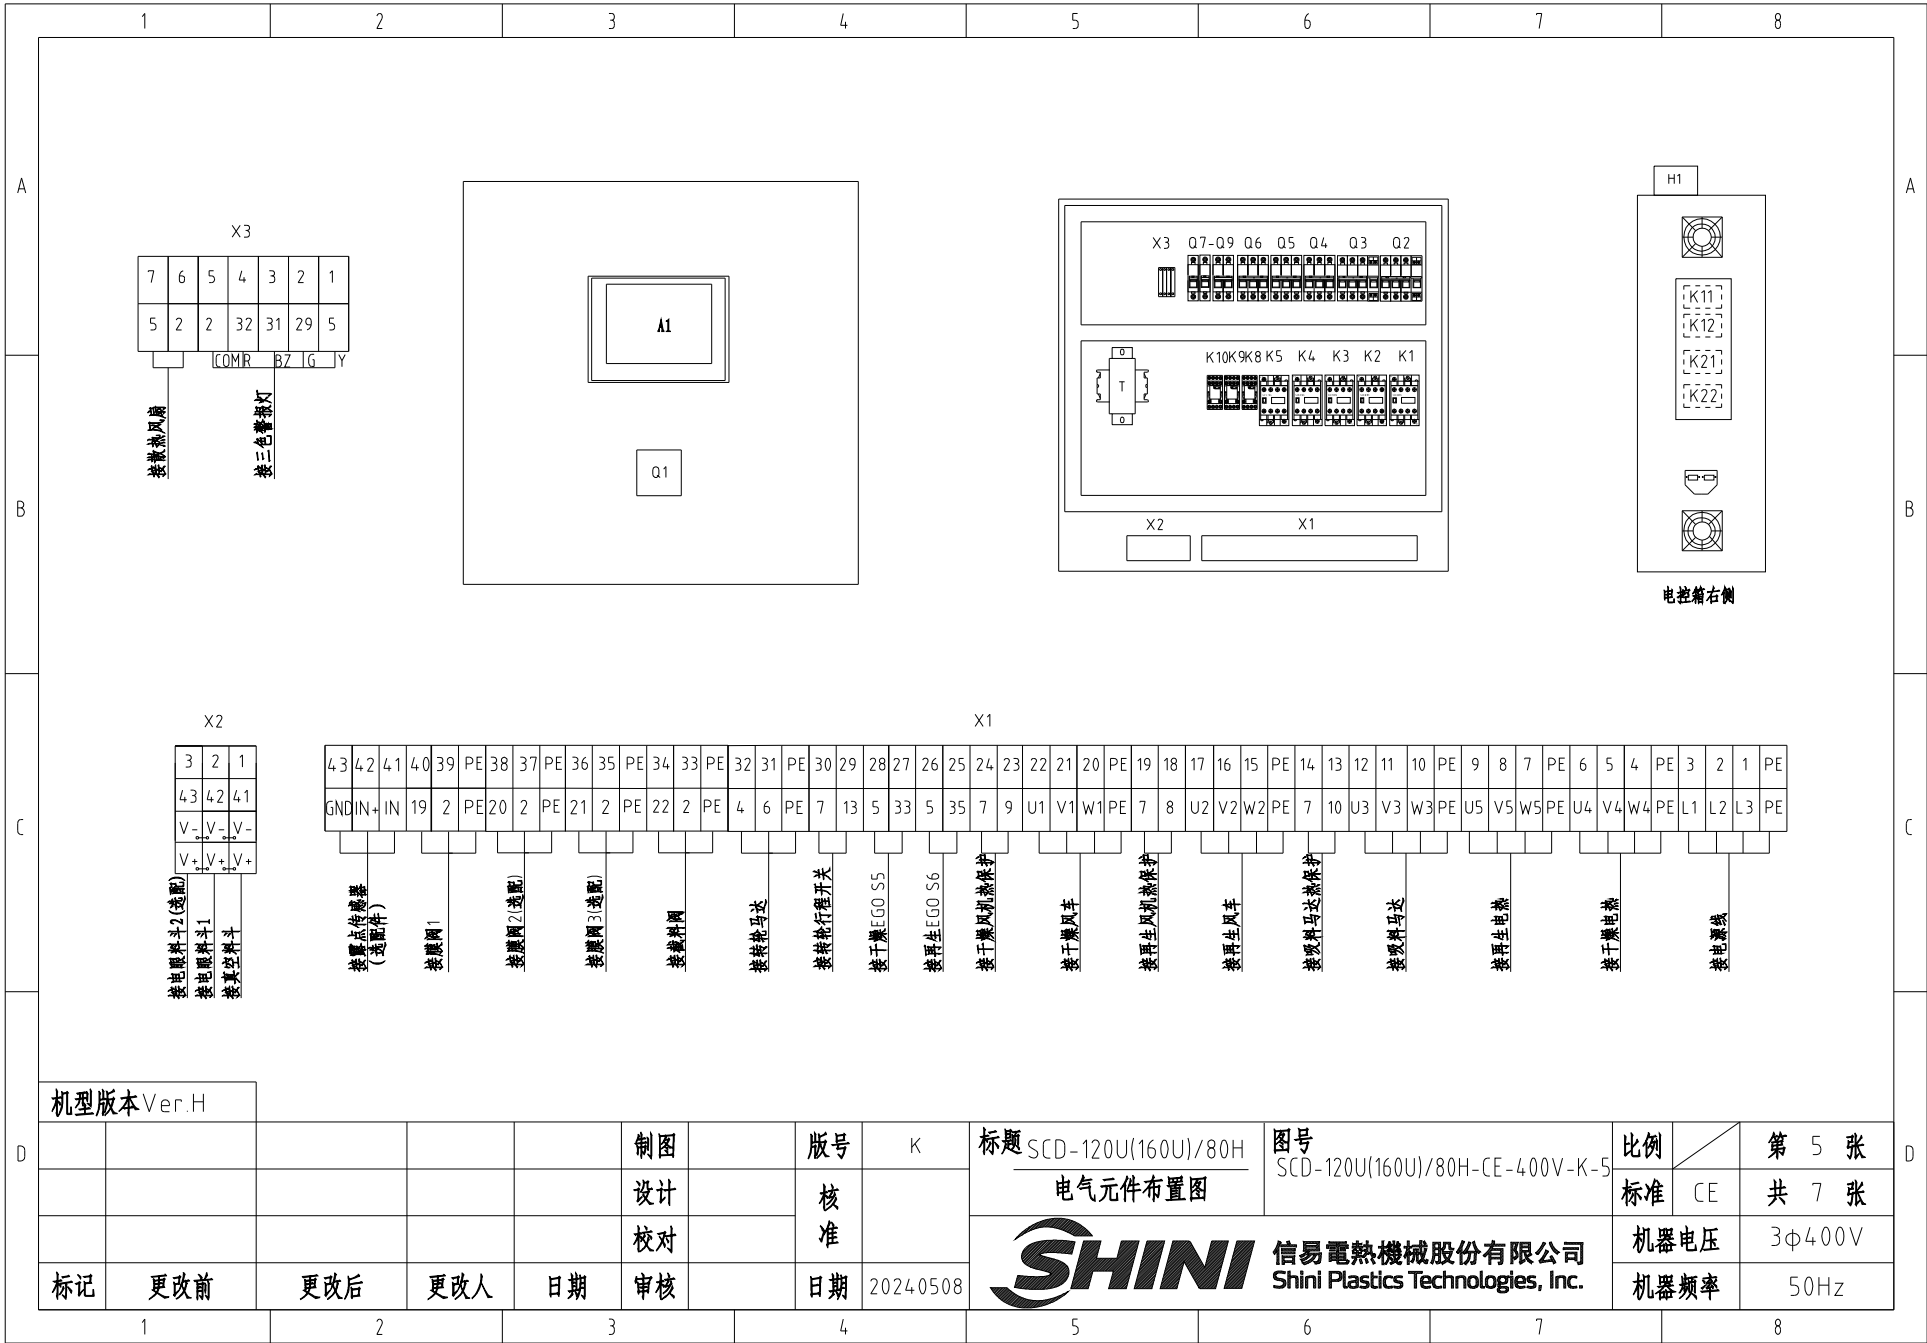 1 2 3 4 5 6 7 8
A A
H1
X3
X3 Q7-Q9 Q6 Q5 Q4 Q3 Q2
7 6 5 4 3 2 1
5 2 2 32 31 29 5
COM R BZ G Y
接散热风扇
接三色警报灯
A1
Q1
K10 K9 K8 K5 K4 K3 K2 K1
T
K11
K12
K21
K22
B B
X2 X1
电控箱右侧
X2
3 2 1
43 42 41
V- V- V-
V+ V+ V+
接电眼料斗2(选配)
接电眼料斗1
接真空料斗
X1
43 42 41 40 39 PE 38 37 PE 36 35 PE 34 33 PE 32 31 PE 30 29 28 27 26 25 24 23 22 21 20 PE 19 18 17 16 15 PE 14 13 12 11 10 PE 9 8 7 PE 6 5 4 PE 3 2 1 PE
GND IN+ IN 19 2 PE 20 2 PE 21 2 PE 22 2 PE 4 6 PE 7 13 5 33 5 35 7 9 U1 V1 W1 PE 7 8 U2 V2 W2 PE 7 10 U3 V3 W3 PE U5 V5 W5 PE U4 V4 W4 PE L1 L2 L3 PE
接露点传感器
(选配件)
接膜阀1
接膜阀2(选配)
接膜阀3(选配)
接截料阀
接转轮马达
接转轮行程开关
接干燥EGO S5
接再生EGO S6
接干燥风机热保护
接干燥风车
接再生风机热保护
接再生风车
接吸料马达热保护
接吸料马达
接再生电热
接干燥电热
接电源线
C C
机型版本Ver.H
D D
制图 版号 K
设计 核准
校对
标记 更改前 更改后 更改人 日期 审核 日期 20240508
标题 SCD-120U(160U)/80H
电气元件布置图
图号
SCD-120U(160U)/80H-CE-400V-K-5
比例 第 5 张
标准 CE 共 7 张
机器电压 3φ400V
机器频率 50Hz
SHINI
信易電熱機械股份有限公司
Shini Plastics Technologies, Inc.
1 2 3 4 5 6 7 8